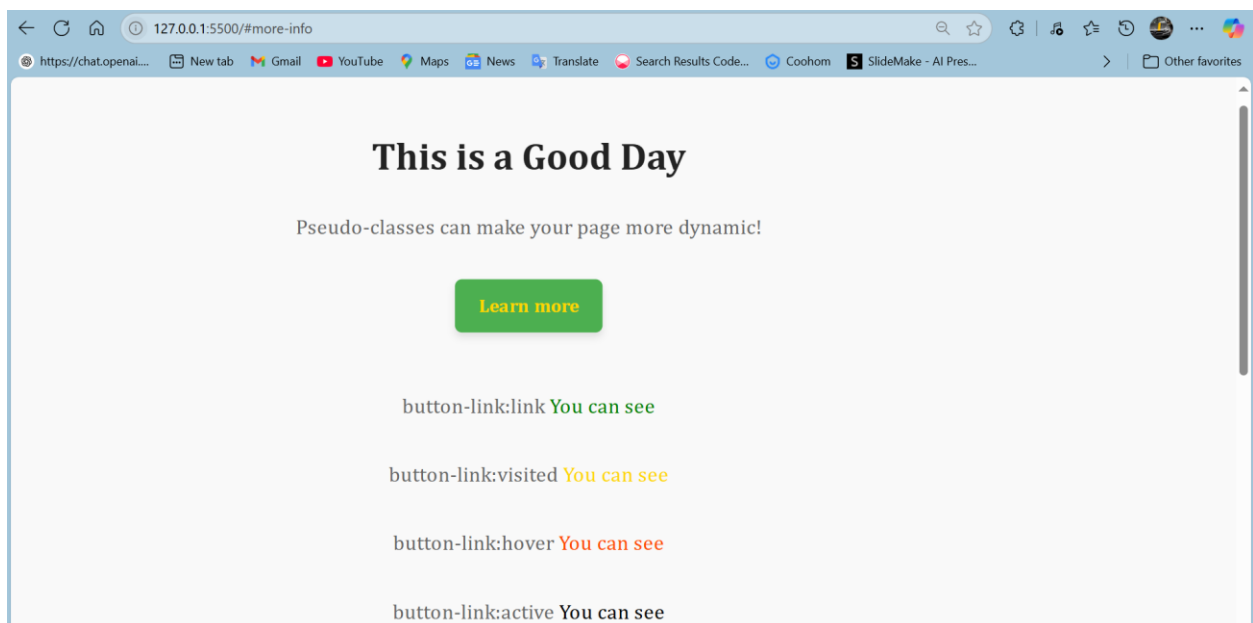 127.0.0.1:5500/#more-info
https://chat.openai.... New tab Gmail YouTube Maps GE News Translate Search Results Code... Coohom S SlideMake - AI Pres... Other favorites
This is a Good Day
Pseudo-classes can make your page more dynamic!
Learn more
button-link:link You can see
button-link:visited You can see
button-link:hover You can see
button-link:active You can see